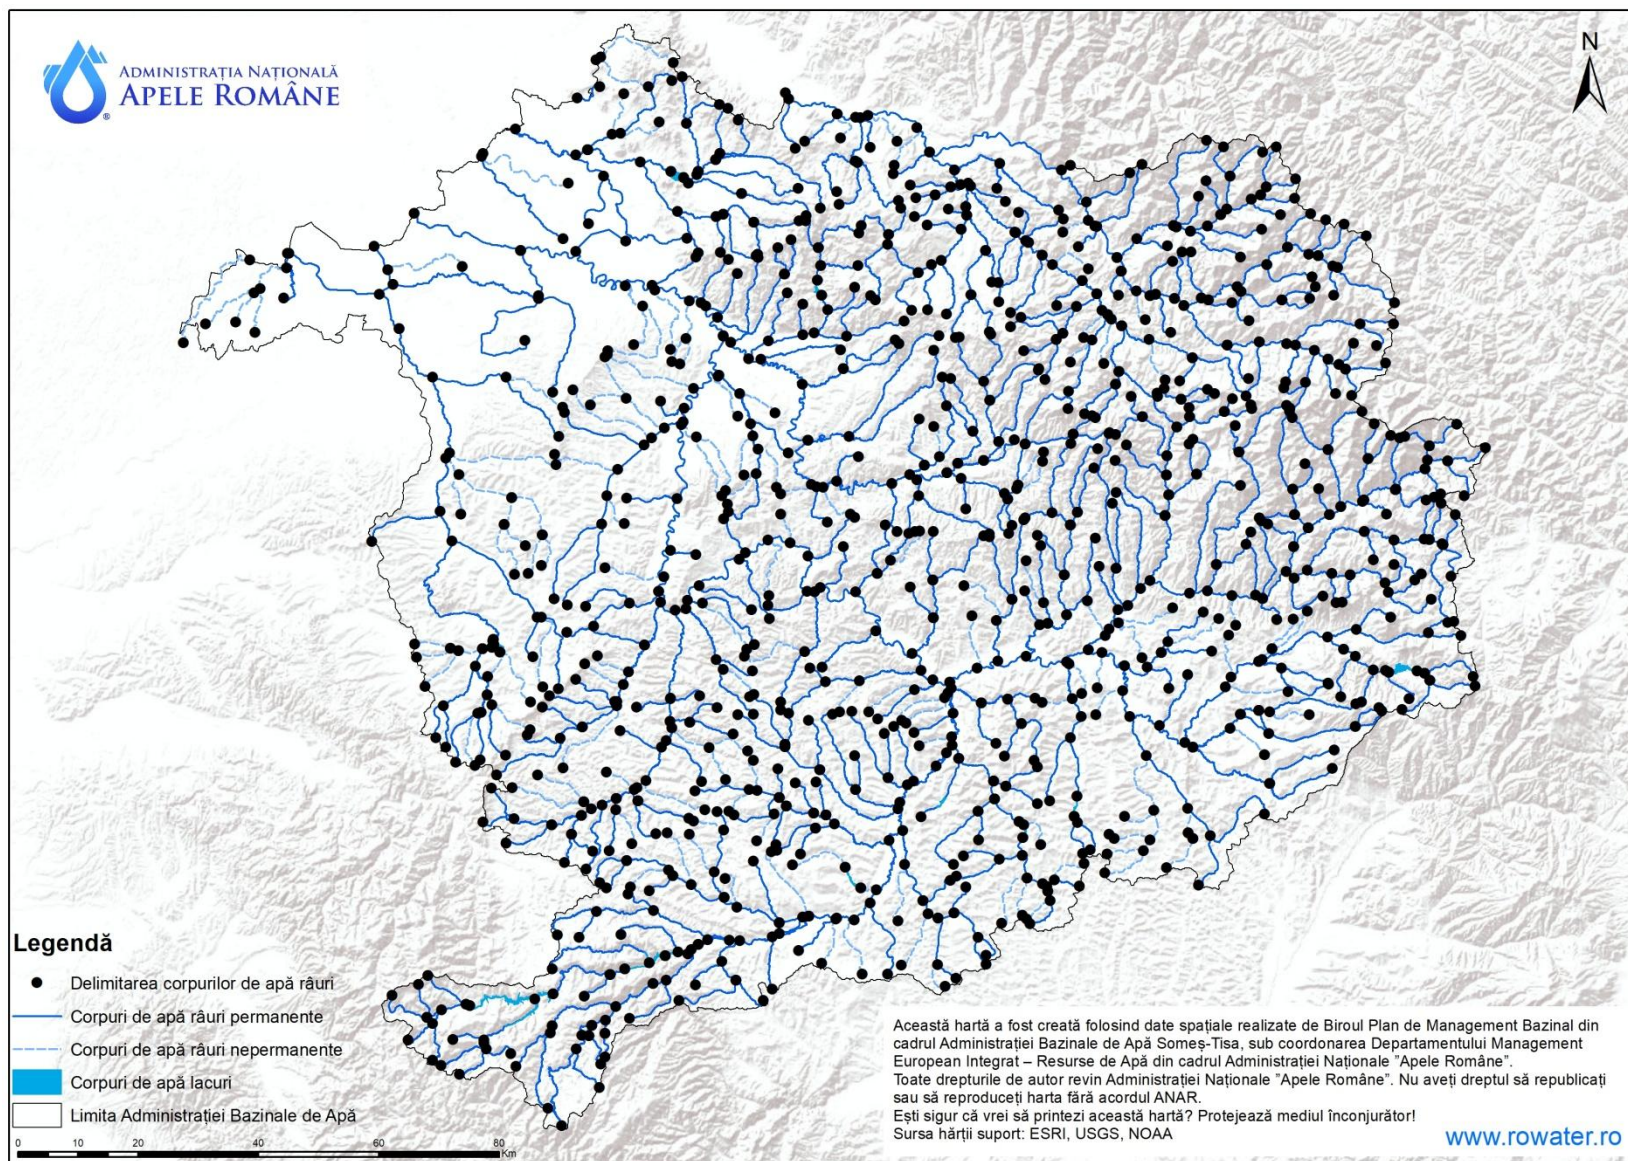 ADMINISTRAȚIA NAȚIONALĂ
APELE ROMÂNE
®
N
Legendă
Delimitarea corpurilor de apă râuri
Corpuri de apă râuri permanente
Corpuri de apă râuri nepermanente
Corpuri de apă lacuri
Limita Administrației Bazinale de Apă
0 10 20 40 60 80
Km
Această hartă a fost creată folosind date spațiale realizate de Biroul Plan de Management Bazinal din
cadrul Administrației Bazinale de Apă Someș-Tisa, sub coordonarea Departamentului Management
European Integrat – Resurse de Apă din cadrul Administrației Naționale ”Apele Române”.
Toate drepturile de autor revin Administrației Naționale ”Apele Române”. Nu aveți dreptul să republicați
sau să reproduceți harta fără acordul ANAR.
Ești sigur că vrei să printezi această hartă? Protejează mediul înconjurător!
Sursa hărții suport: ESRI, USGS, NOAA
www.rowater.ro